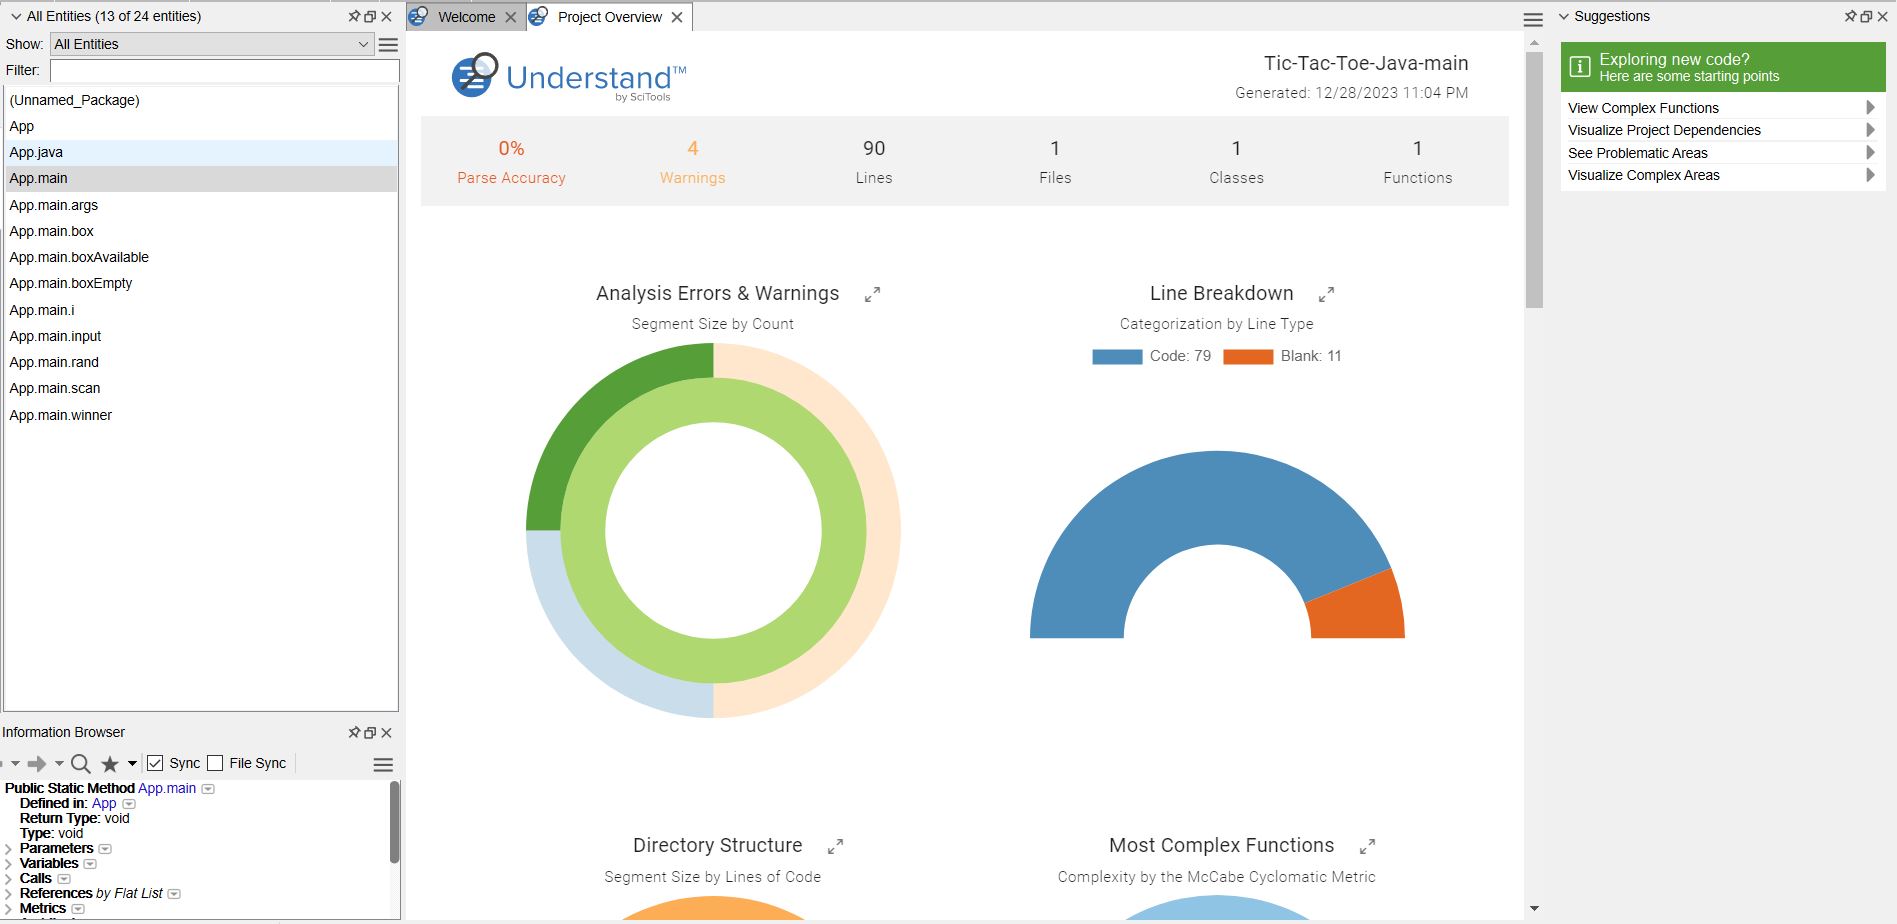 All Entities (13 of 24 entities)
Show: All Entities
Filter:
(Unnamed_Package)
App
App.java
App.main
App.main.args
App.main.box
App.main.boxAvailable
App.main.boxEmpty
App.main.i
App.main.input
App.main.rand
App.main.scan
App.main.winner
Information Browser
Sync File Sync
Public Static Method App.main
Defined in: App
Return Type: void
Type: void
Parameters
Variables
Calls
References by Flat List
Metrics
Welcome Project Overview
Understand™
by SciTools
Tic-Tac-Toe-Java-main
Generated: 12/28/2023 11:04 PM
0% 4 90 1 1 1
Parse Accuracy Warnings Lines Files Classes Functions
Analysis Errors & Warnings
Segment Size by Count
Line Breakdown
Categorization by Line Type
Code: 79 Blank: 11
Directory Structure
Segment Size by Lines of Code
Most Complex Functions
Complexity by the McCabe Cyclomatic Metric
Suggestions
Exploring new code?
Here are some starting points
View Complex Functions
Visualize Project Dependencies
See Problematic Areas
Visualize Complex Areas